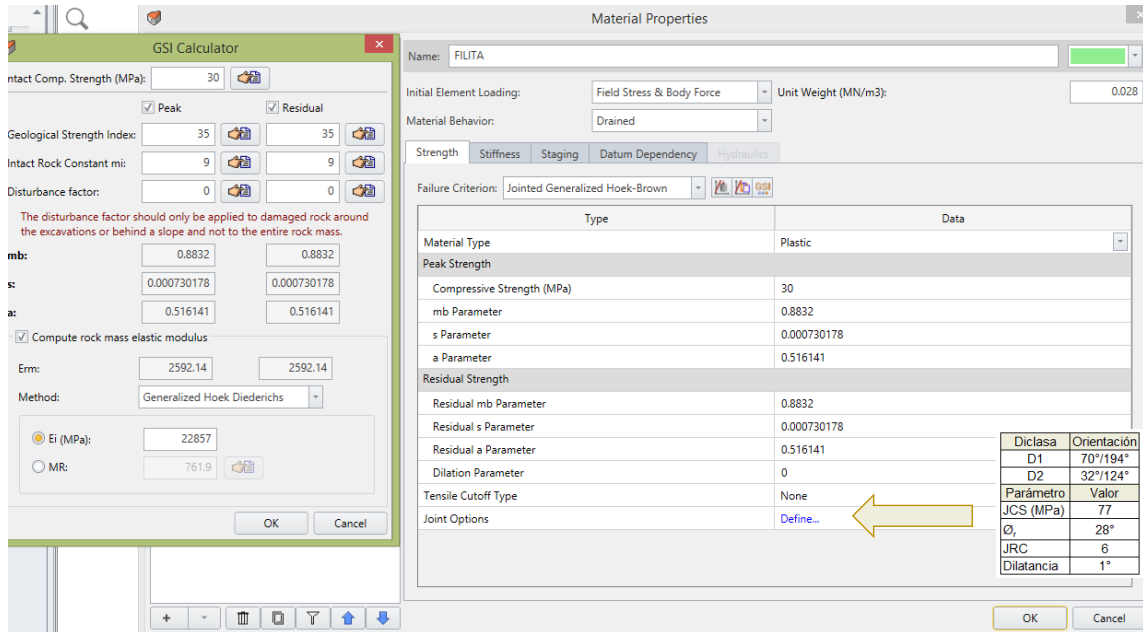 Material Properties
GSI Calculator
ntact Comp. Strength (MPa): 30
Peak Residual
Geological Strength Index: 35 35
Intact Rock Constant mi: 9 9
Disturbance factor: 0 0
The disturbance factor should only be applied to damaged rock around
the excavations or behind a slope and not to the entire rock mass.
mb: 0.8832 0.8832
s: 0.000730178 0.000730178
a: 0.516141 0.516141
Compute rock mass elastic modulus
Erm: 2592.14 2592.14
Method: Generalized Hoek Diederichs
Ei (MPa): 22857
MR: 761.9
OK Cancel
Name: FILITA
Initial Element Loading: Field Stress & Body Force Unit Weight (MN/m3): 0.028
Material Behavior: Drained
Strength Stiffness Staging Datum Dependency Hydraulics
Failure Criterion: Jointed Generalized Hoek-Brown GSI
Type Data
Material Type Plastic
Peak Strength
Compressive Strength (MPa) 30
mb Parameter 0.8832
s Parameter 0.000730178
a Parameter 0.516141
Residual Strength
Residual mb Parameter 0.8832
Residual s Parameter 0.000730178
Residual a Parameter 0.516141
Dilation Parameter 0
Tensile Cutoff Type None
Joint Options Define...
Diclasa Orientación
D1 70°/194°
D2 32°/124°
Parámetro Valor
JCS (MPa) 77
Ø, 28°
JRC 6
Dilatancia 1°
OK Cancel